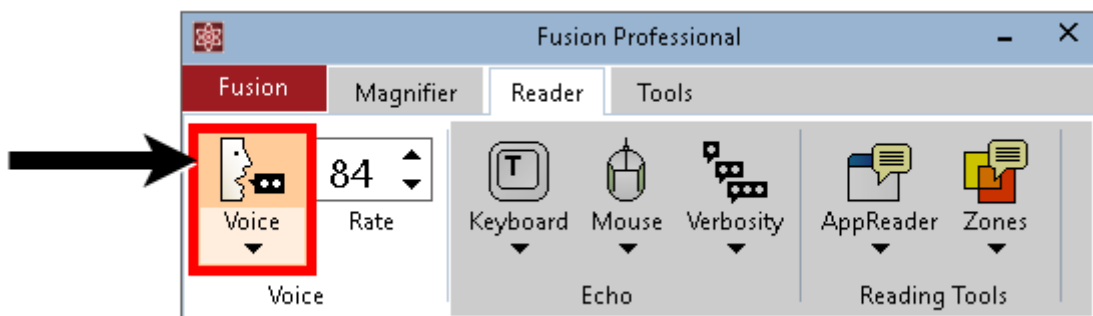 Fusion Professional
Fusion Magnifier Reader Tools
84
T
Voice Rate Keyboard Mouse Verbosity AppReader Zones
Voice Echo Reading Tools